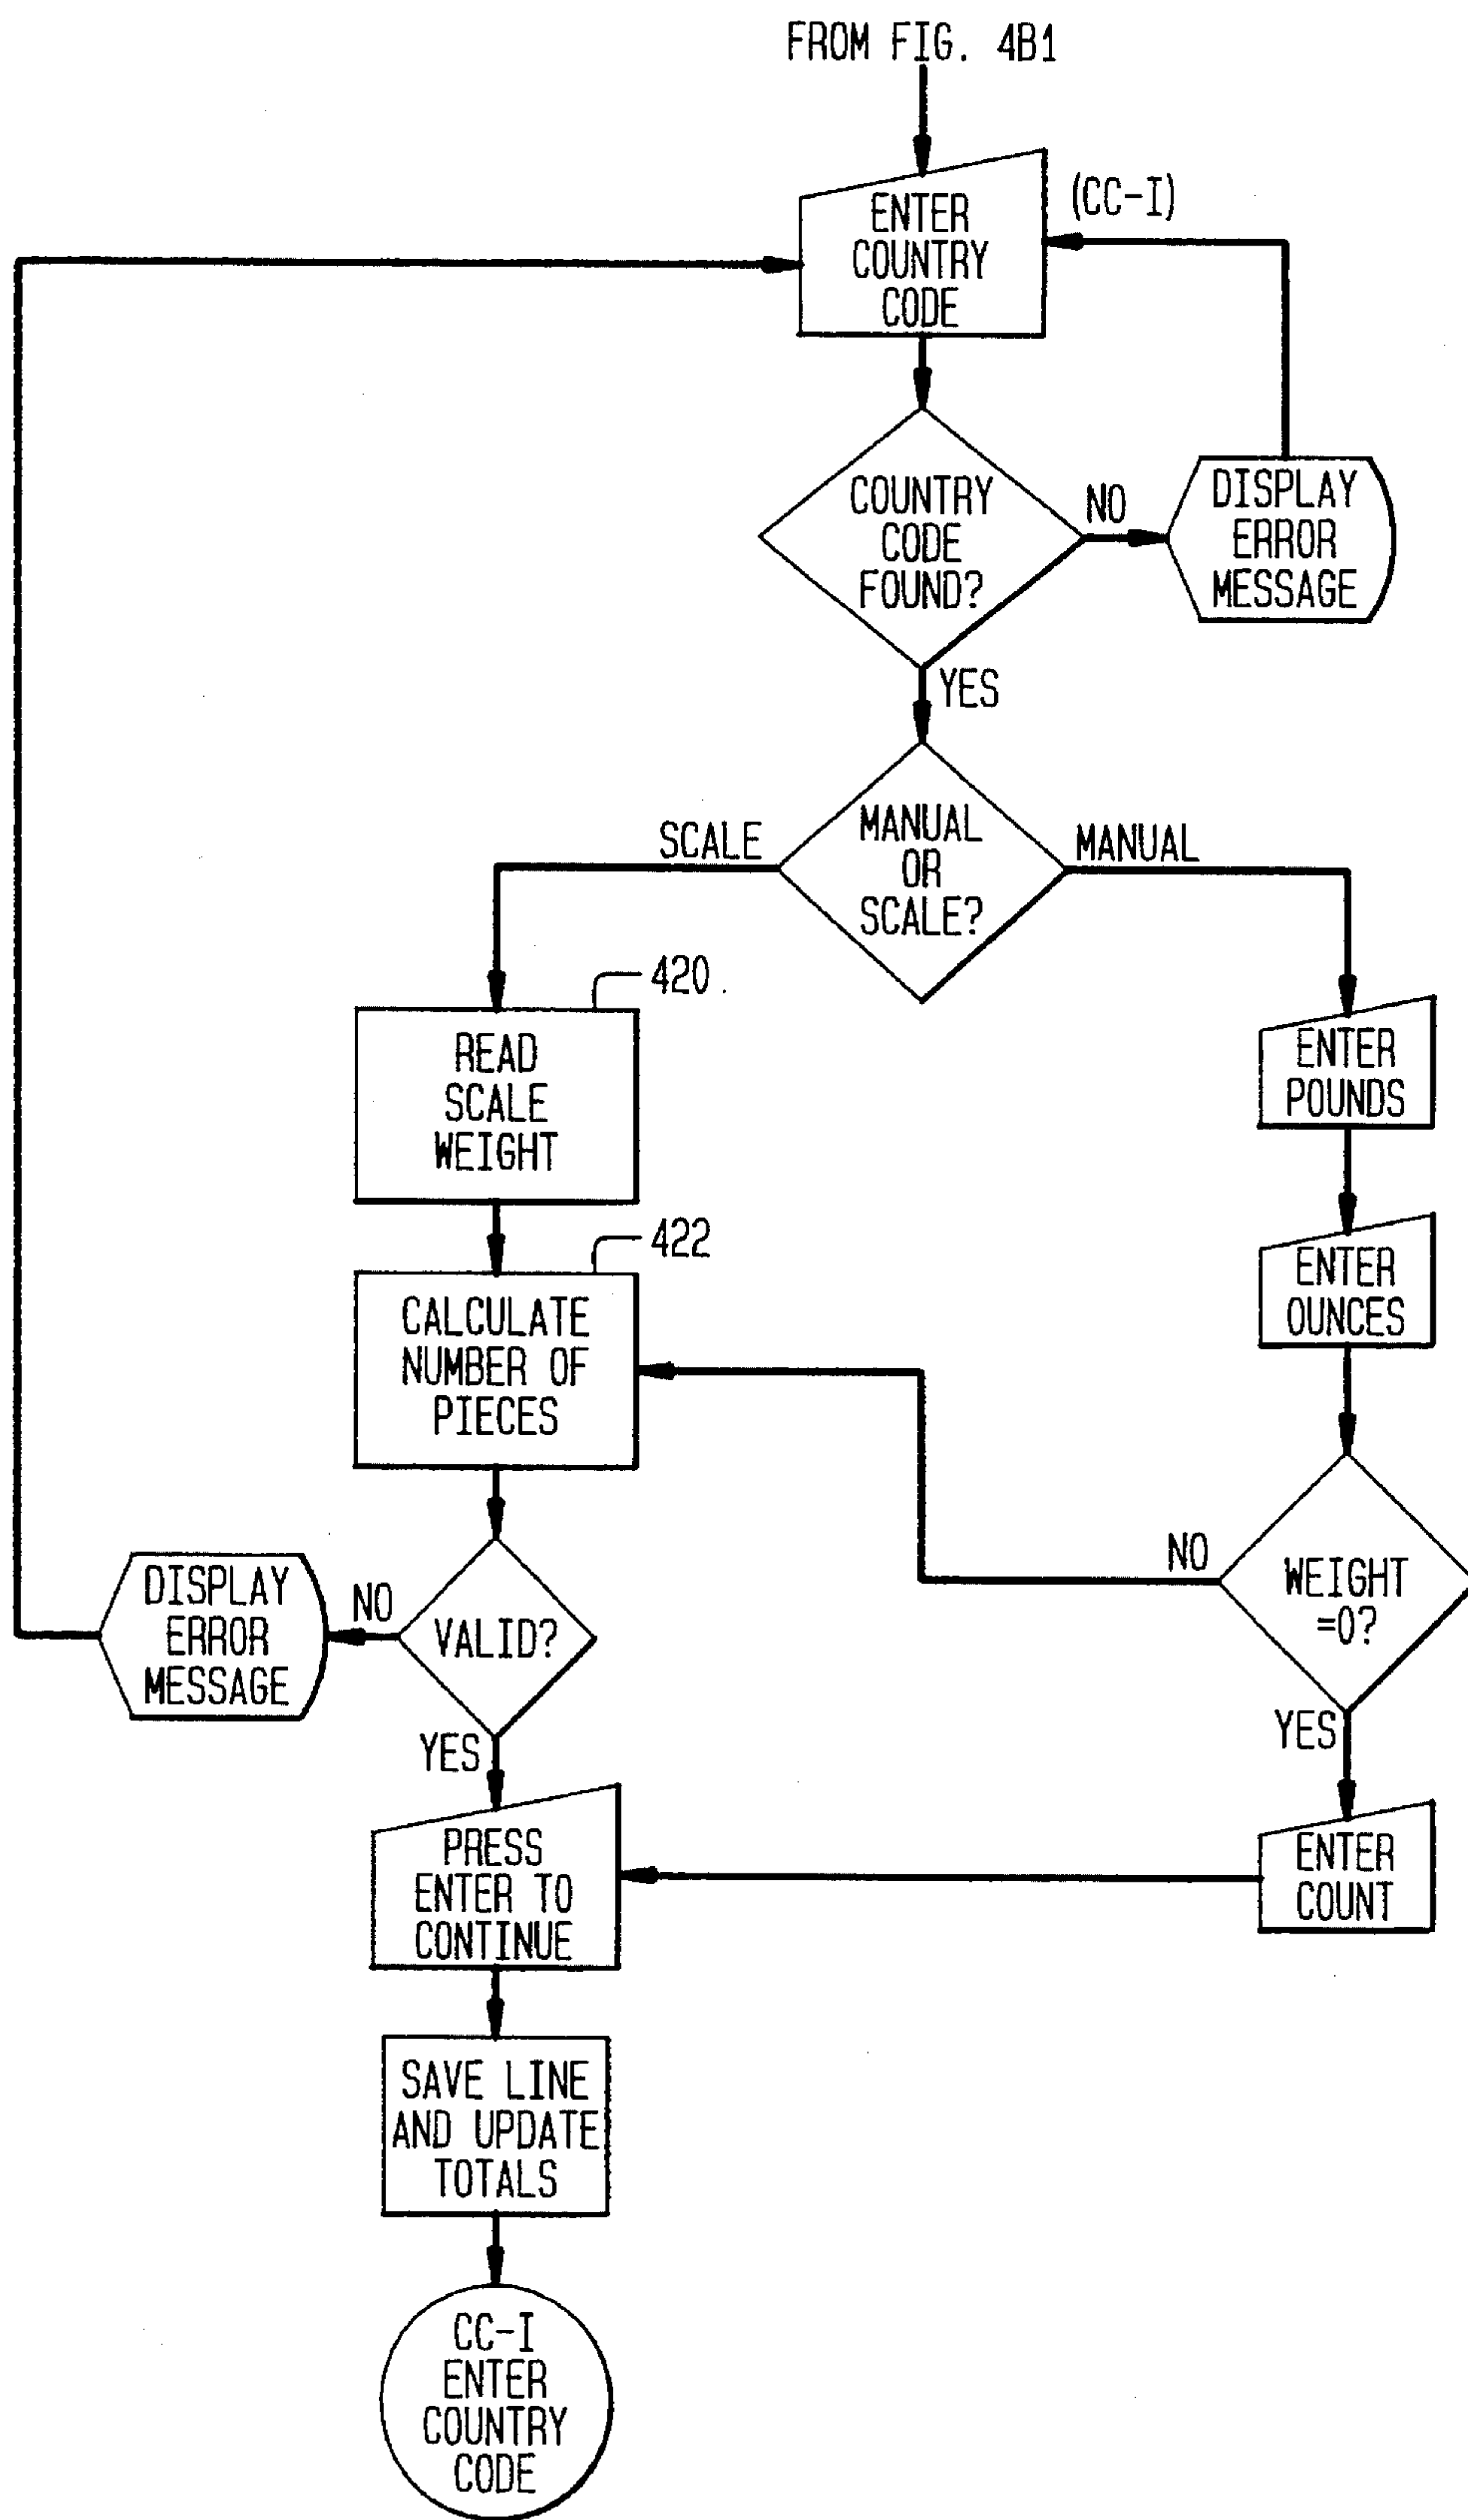 FROM FIG. 4B1
(CC-I)
ENTER
COUNTRY
CODE
COUNTRY
CODE
FOUND?
NO
DISPLAY
ERROR
MESSAGE
YES
MANUAL
OR
SCALE?
SCALE
MANUAL
420
READ
SCALE
WEIGHT
ENTER
POUNDS
422
CALCULATE
NUMBER OF
PIECES
ENTER
OUNCES
NO
WEIGHT
=0?
DISPLAY
ERROR
MESSAGE
NO
VALID?
YES
YES
PRESS
ENTER TO
CONTINUE
ENTER
COUNT
SAVE LINE
AND UPDATE
TOTALS
CC-I
ENTER
COUNTRY
CODE